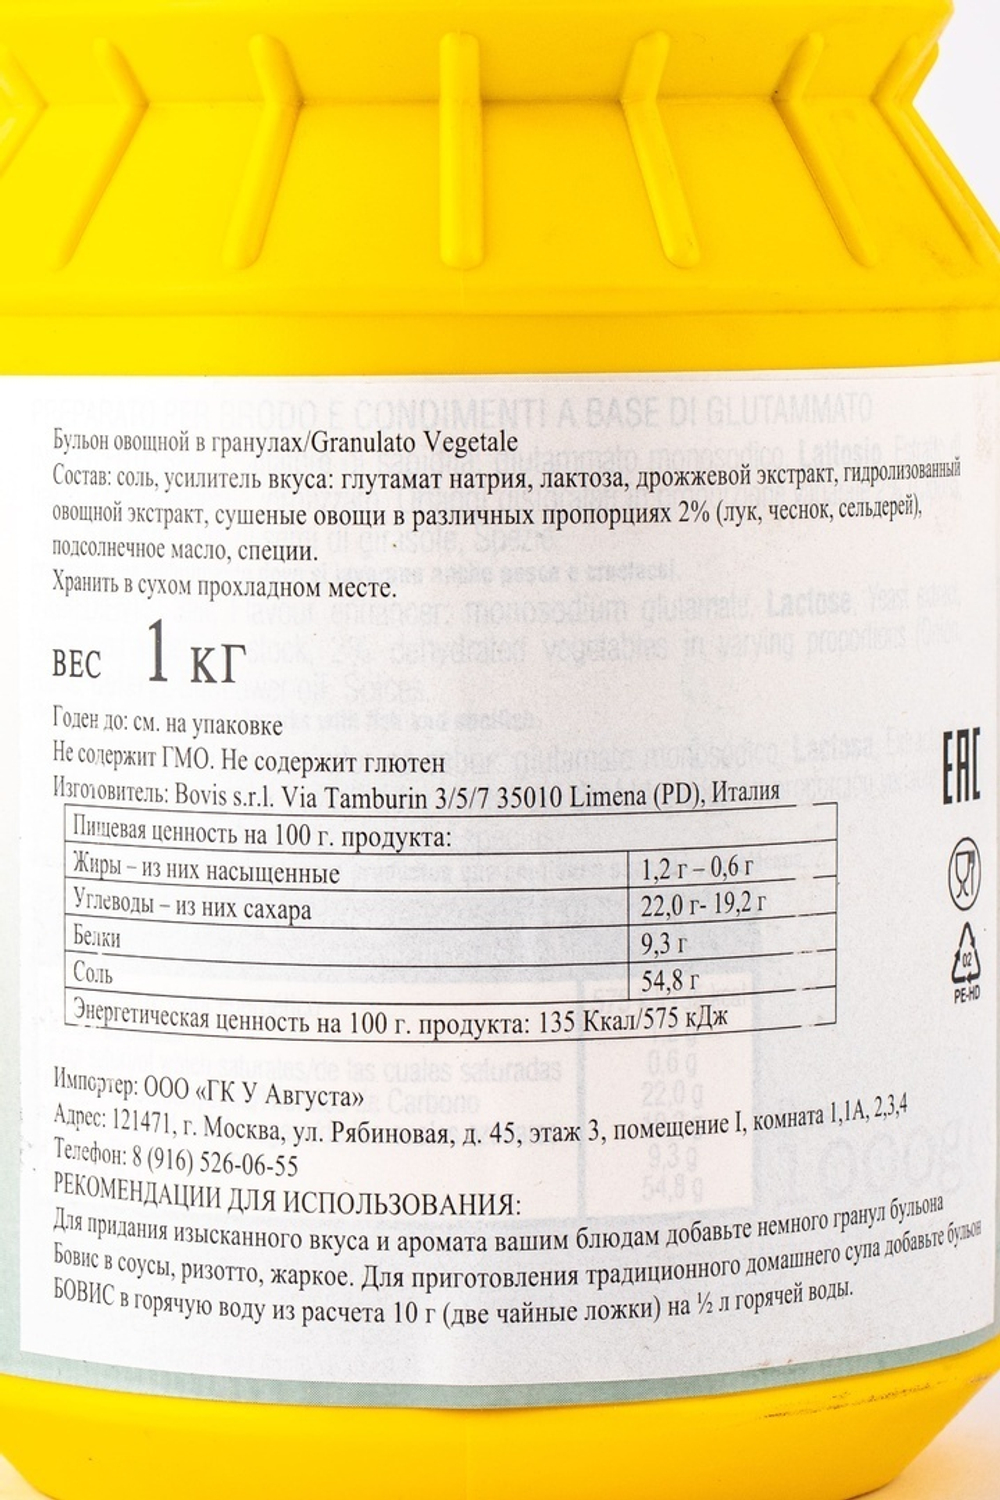 PREPARATO PER BRODO E CONDIMENTI A BASE DI GLUTAMMATO
Бульон овощной в гранулах/Granulato Vegetale
Состав: соль, усилитель вкуса: глутамат натрия, лактоза, дрожжевой экстракт, гидролизованный
овощной экстракт, сушеные овощи в различных пропорциях 2% (лук, чеснок, сельдерей),
подсолнечное масло, специи.
Хранить в сухом прохладном месте.
ВЕС 1 КГ
Годен до: см. на упаковке
Не содержит ГМО. Не содержит глютен
Изготовитель: Bovis s.r.l. Via Tamburin 3/5/7 35010 Limena (PD), Италия
EAC
Пищевая ценность на 100 г. продукта:
Жиры – из них насыщенные 1,2 г – 0,6 г
Углеводы – из них сахара 22,0 г- 19,2 г
Белки 9,3 г
Соль 54,8 г
Энергетическая ценность на 100 г. продукта: 135 Ккал/575 кДж
02
PE-HD
Импортер: ООО «ГК У Августа»
Адрес: 121471, г. Москва, ул. Рябиновая, д. 45, этаж 3, помещение I, комната 1,1А, 2,3,4
Телефон: 8 (916) 526-06-55
РЕКОМЕНДАЦИИ ДЛЯ ИСПОЛЬЗОВАНИЯ:
Для придания изысканного вкуса и аромата вашим блюдам добавьте немного гранул бульона
Бовис в соусы, ризотто, жаркое. Для приготовления традиционного домашнего супа добавьте бульон
БОВИС в горячую воду из расчета 10 г (две чайные ложки) на ½ л горячей воды.